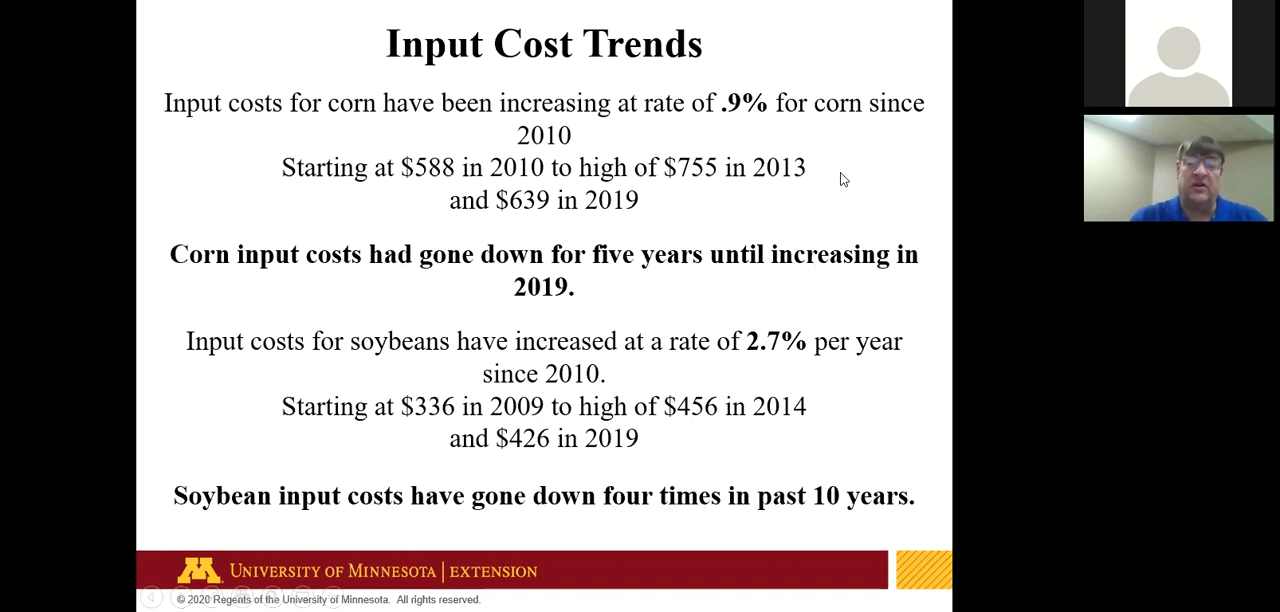 Input Cost Trends
Input costs for corn have been increasing at rate of .9% for corn since
2010
Starting at $588 in 2010 to high of $755 in 2013
and $639 in 2019
Corn input costs had gone down for five years until increasing in
2019.
Input costs for soybeans have increased at a rate of 2.7% per year
since 2010.
Starting at $336 in 2009 to high of $456 in 2014
and $426 in 2019
Soybean input costs have gone down four times in past 10 years.
M UNIVERSITY OF MINNESOTA | EXTENSION
© 2020 Regents of the University of Minnesota. All rights reserved.